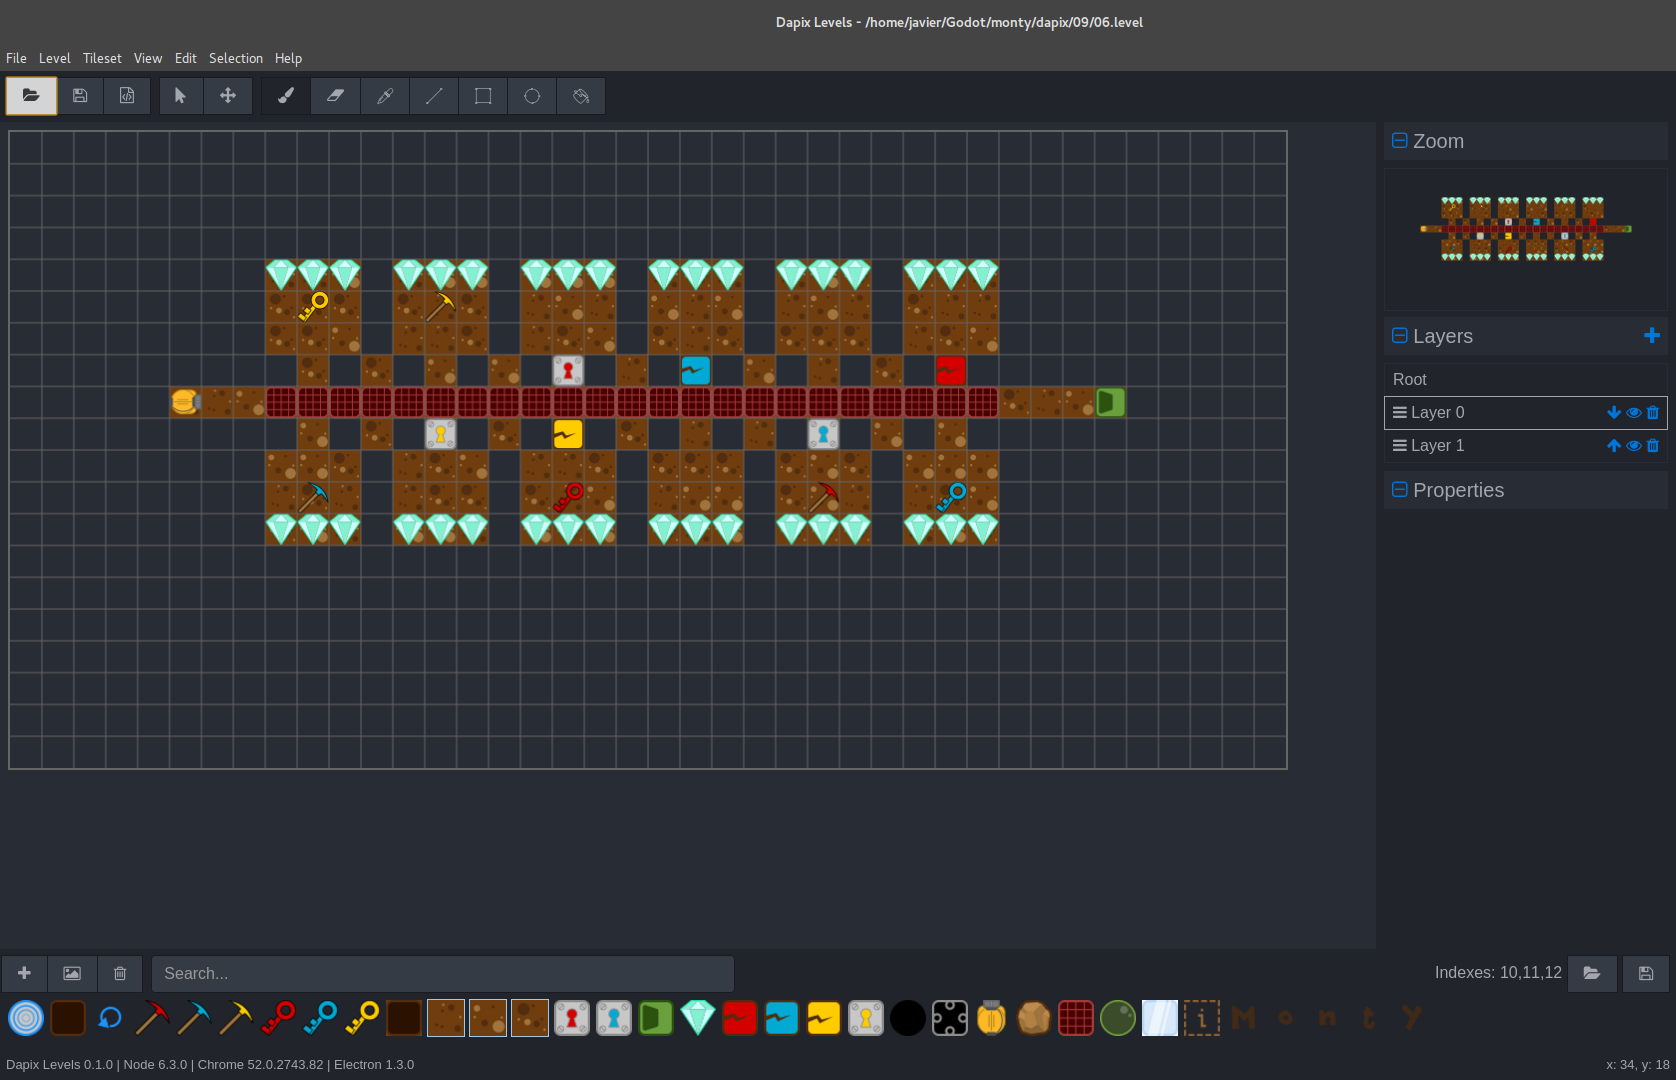 Dapix Levels - /home/javier/Godot/monty/dapix/09/06.level
File Level Tileset View Edit Selection Help
Zoom
Layers
Root
Layer 0
Layer 1
Properties
Search...
Indexes: 10,11,12
i M o n t y
Dapix Levels 0.1.0 | Node 6.3.0 | Chrome 52.0.2743.82 | Electron 1.3.0
x: 34, y: 18